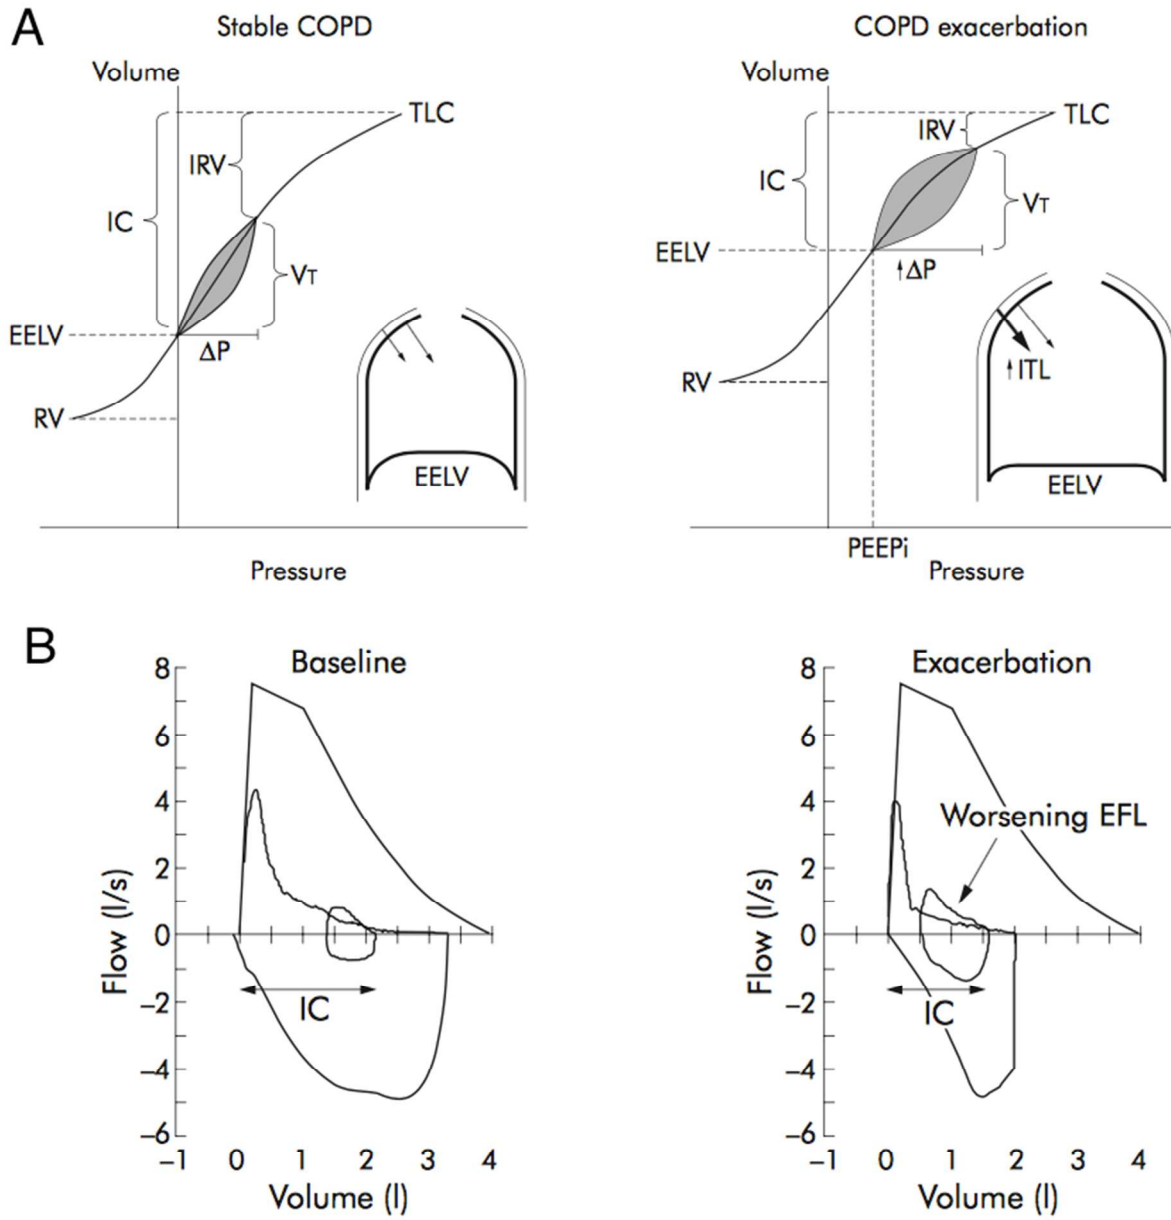 A
Stable COPD
Volume
TLC
IRV
IC
VT
EELV
ΔP
RV
EELV
Pressure
COPD exacerbation
Volume
TLC
IRV
IC
VT
EELV
↑ΔP
↑ITL
RV
EELV
PEEPi
Pressure
B
Baseline
8
6
4
2
0
–2
–4
–6
Flow (l/s)
IC
–1 0 1 2 3 4
Volume (l)
Exacerbation
8
6
4
2
0
–2
–4
–6
Flow (l/s)
Worsening EFL
IC
–1 0 1 2 3 4
Volume (l)